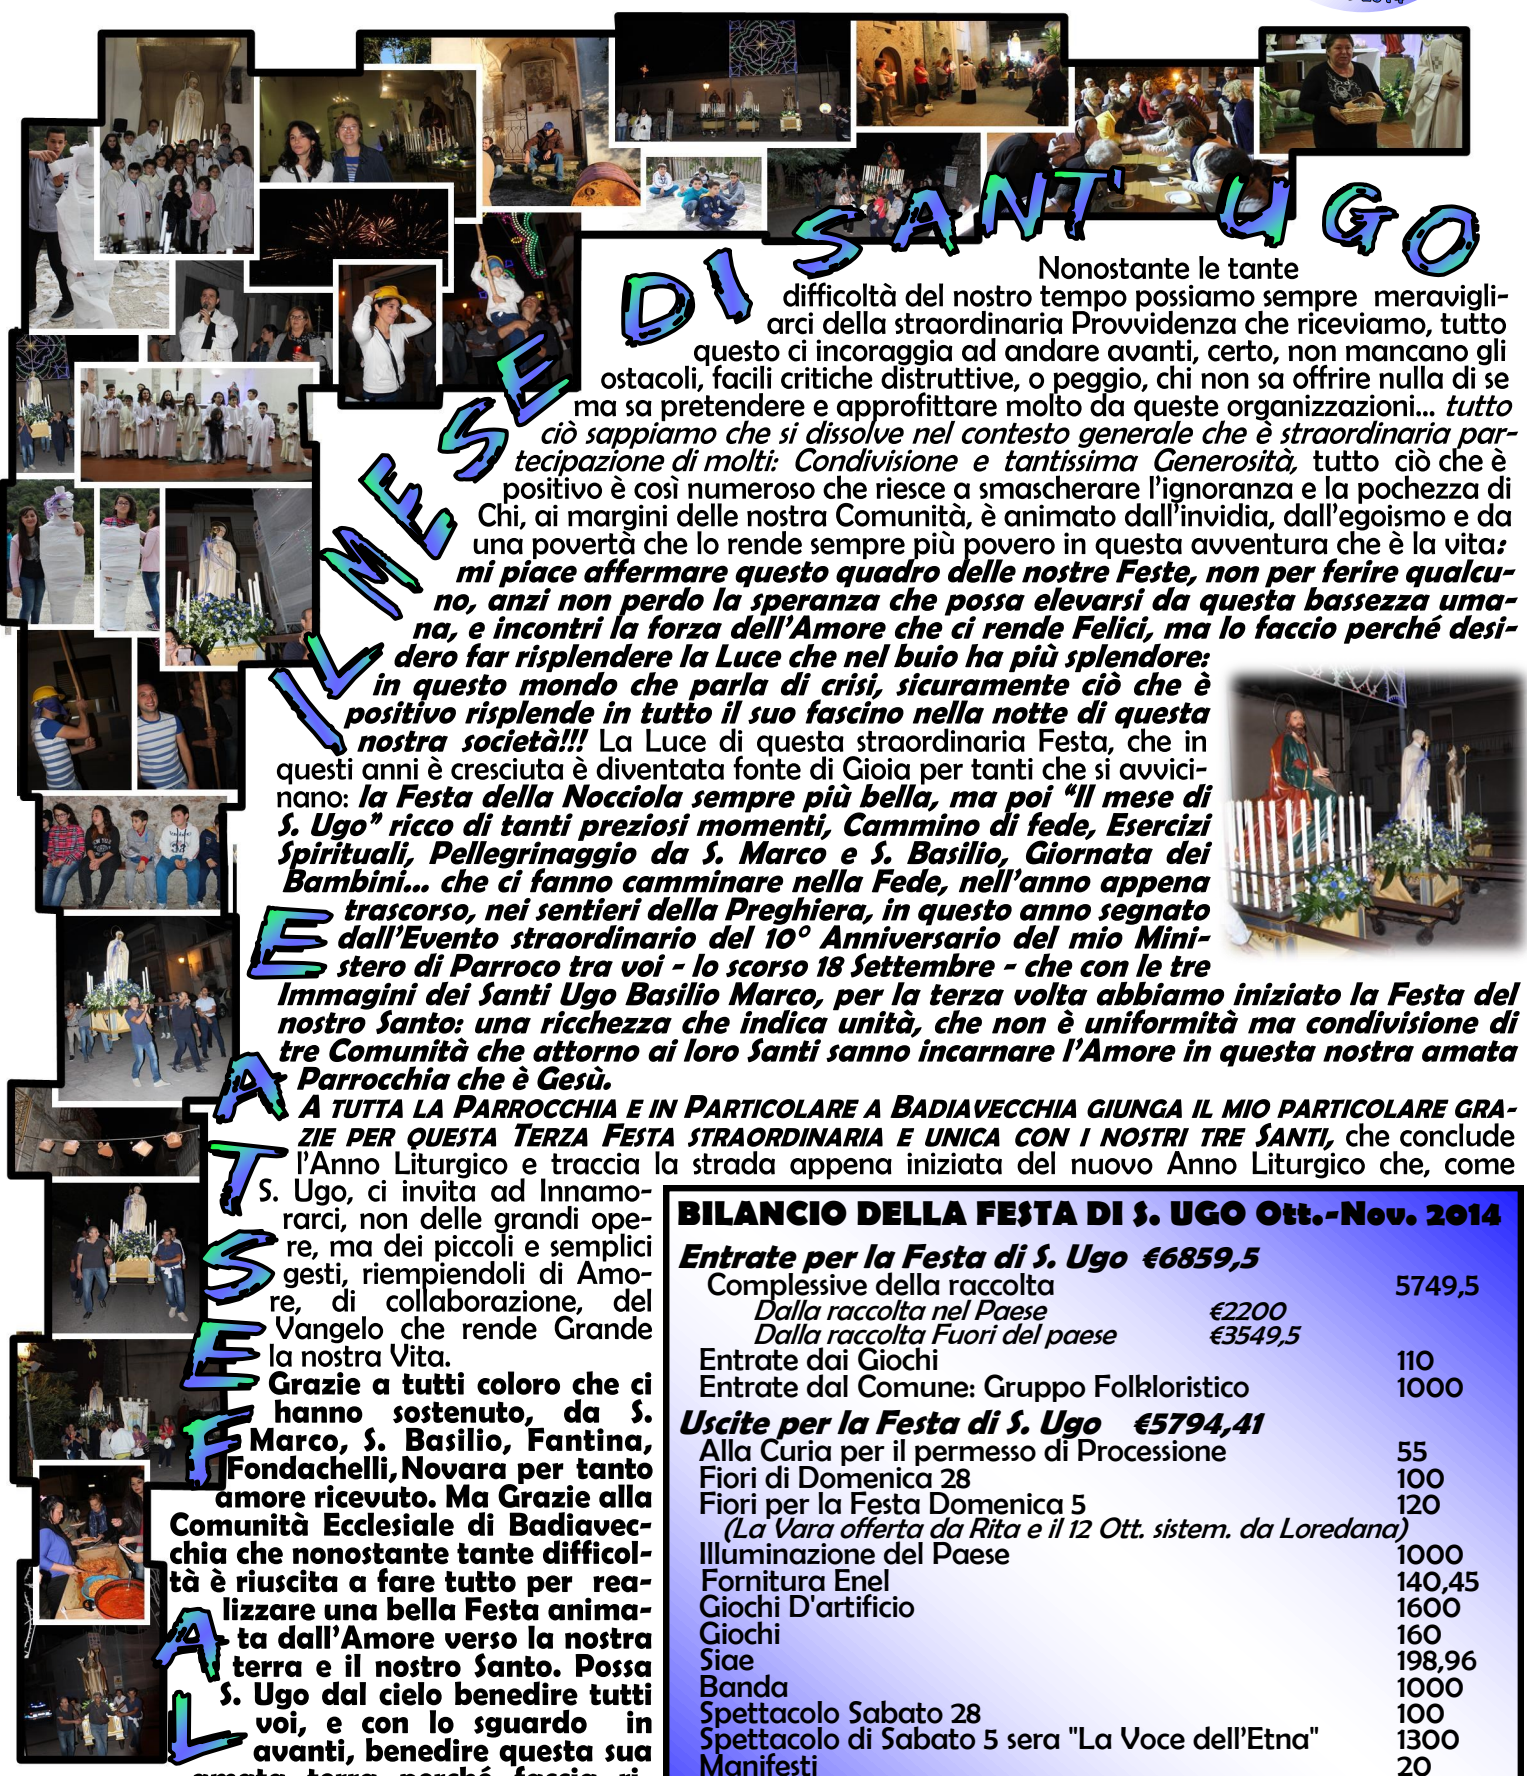 2014
LA FESTA E IL MESE DI SANT' UGO
Nonostante le tante
difficoltà del nostro tempo possiamo sempre meravigli-
arci della straordinaria Provvidenza che riceviamo, tutto
questo ci incoraggia ad andare avanti, certo, non mancano gli
ostacoli, facili critiche distruttive, o peggio, chi non sa offrire nulla di se
ma sa pretendere e approfittare molto da queste organizzazioni... tutto
ciò sappiamo che si dissolve nel contesto generale che è straordinaria par-
tecipazione di molti: Condivisione e tantissima Generosità, tutto ciò che è
positivo è così numeroso che riesce a smascherare l'ignoranza e la pochezza di
Chi, ai margini delle nostra Comunità, è animato dall'invidia, dall'egoismo e da
una povertà che lo rende sempre più povero in questa avventura che è la vita:
mi piace affermare questo quadro delle nostre Feste, non per ferire qualcu-
no, anzi non perdo la speranza che possa elevarsi da questa bassezza uma-
na, e incontri la forza dell'Amore che ci rende Felici, ma lo faccio perché desi-
dero far risplendere la Luce che nel buio ha più splendore:
in questo mondo che parla di crisi, sicuramente ciò che è
positivo risplende in tutto il suo fascino nella notte di questa
nostra società!!! La Luce di questa straordinaria Festa, che in
questi anni è cresciuta è diventata fonte di Gioia per tanti che si avvici-
nano: la Festa della Nocciola sempre più bella, ma poi “Il mese di
S. Ugo” ricco di tanti preziosi momenti, Cammino di fede, Esercizi
Spirituali, Pellegrinaggio da S. Marco e S. Basilio, Giornata dei
Bambini... che ci fanno camminare nella Fede, nell'anno appena
trascorso, nei sentieri della Preghiera, in questo anno segnato
dall'Evento straordinario del 10° Anniversario del mio Mini-
stero di Parroco tra voi - lo scorso 18 Settembre - che con le tre
Immagini dei Santi Ugo Basilio Marco, per la terza volta abbiamo iniziato la Festa del
nostro Santo: una ricchezza che indica unità, che non è uniformità ma condivisione di
tre Comunità che attorno ai loro Santi sanno incarnare l'Amore in questa nostra amata
Parrocchia che è Gesù.
A TUTTA LA PARROCCHIA E IN PARTICOLARE A BADIAVECCHIA GIUNGA IL MIO PARTICOLARE GRA-
ZIE PER QUESTA TERZA FESTA STRAORDINARIA E UNICA CON I NOSTRI TRE SANTI, che conclude
l'Anno Liturgico e traccia la strada appena iniziata del nuovo Anno Liturgico che, come
S. Ugo, ci invita ad Innamo-
rarci, non delle grandi ope-
re, ma dei piccoli e semplici
gesti, riempiendoli di Amo-
re, di collaborazione, del
Vangelo che rende Grande
la nostra Vita.
Grazie a tutti coloro che ci
hanno sostenuto, da S.
Marco, S. Basilio, Fantina,
Fondachelli, Novara per tanto
amore ricevuto. Ma Grazie alla
Comunità Ecclesiale di Badiavec-
chia che nonostante tante difficol-
tà è riuscita a fare tutto per rea-
lizzare una bella Festa anima-
ta dall'Amore verso la nostra
terra e il nostro Santo. Possa
S. Ugo dal cielo benedire tutti
voi, e con lo sguardo in
avanti, benedire questa sua
amata terra perché faccia ri-
BILANCIO DELLA FESTA DI S. UGO Ott.-Nov. 2014
Entrate per la Festa di S. Ugo €6859,5
Complessive della raccolta 5749,5
Dalla raccolta nel Paese €2200
Dalla raccolta Fuori del paese €3549,5
Entrate dai Giochi 110
Entrate dal Comune: Gruppo Folkloristico 1000
Uscite per la Festa di S. Ugo €5794,41
Alla Curia per il permesso di Processione 55
Fiori di Domenica 28 100
Fiori per la Festa Domenica 5 120
(La Vara offerta da Rita e il 12 Ott. sistem. da Loredana)
Illuminazione del Paese 1000
Fornitura Enel 140,45
Giochi D'artificio 1600
Giochi 160
Siae 198,96
Banda 1000
Spettacolo Sabato 28 100
Spettacolo di Sabato 5 sera "La Voce dell'Etna" 1300
Manifesti 20